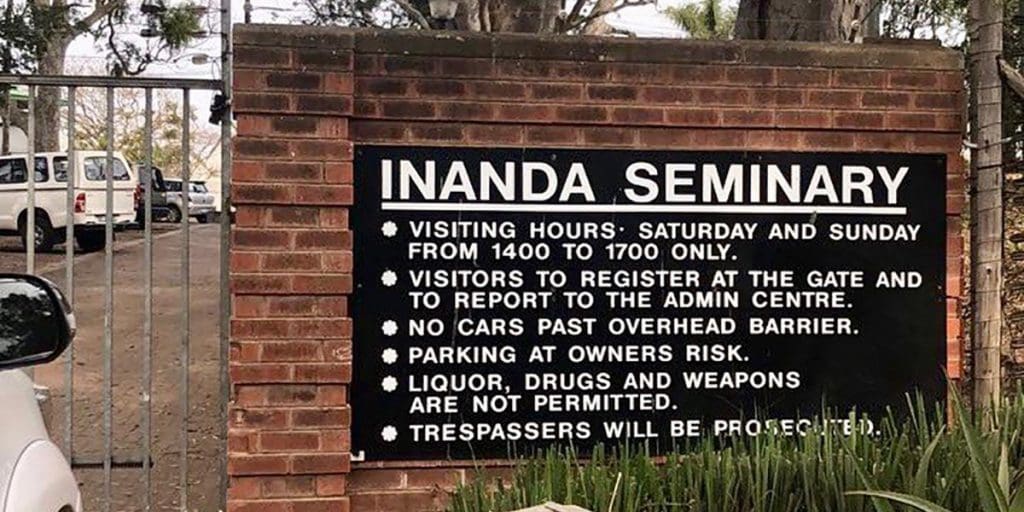 INANDA SEMINARY
VISITING HOURS· SATURDAY AND SUNDAY
FROM 1400 TO 1700 ONLY.
VISITORS TO REGISTER AT THE GATE AND
TO REPORT TO THE ADMIN CENTRE.
NO CARS PAST OVERHEAD BARRIER.
PARKING AT OWNERS RISK.
LIQUOR, DRUGS AND WEAPONS
ARE NOT PERMITTED.
TRESPASSERS WILL BE PROSECUTED.